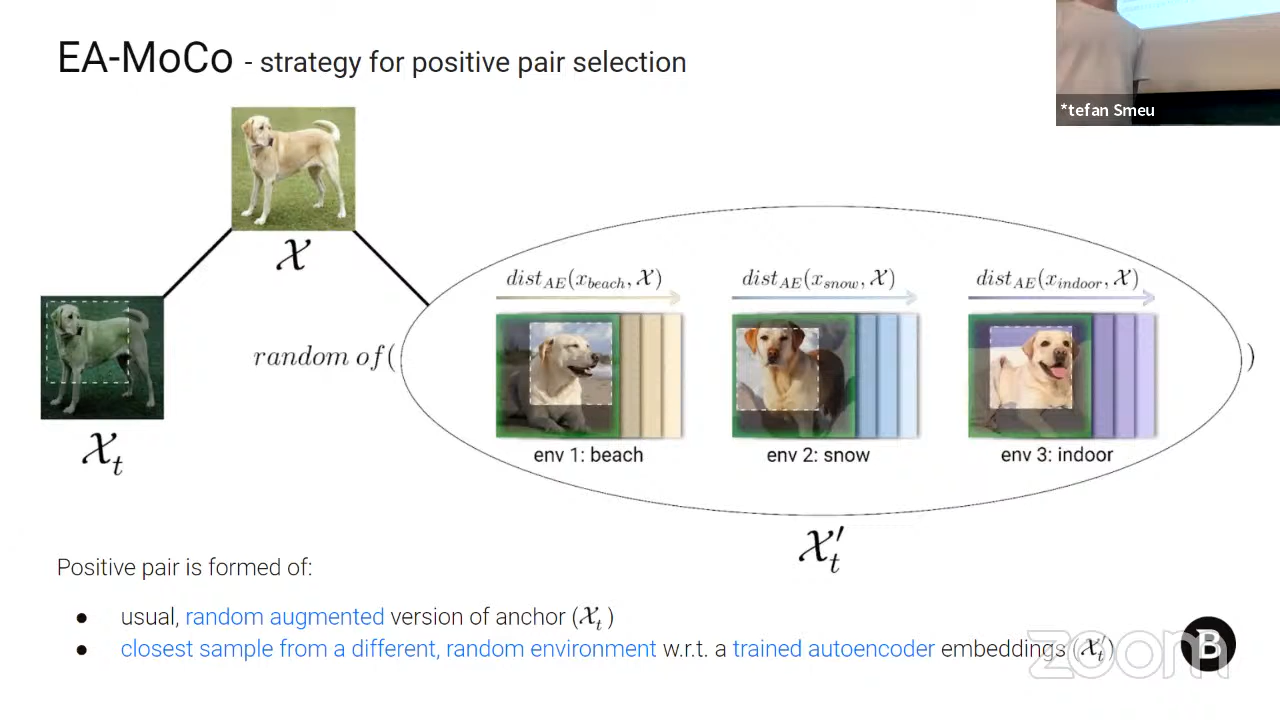 EA-MoCo - strategy for positive pair selection
*tefan Smeu
𝒳
dist_AE(x_beach, 𝒳)
dist_AE(x_snow, 𝒳)
dist_AE(x_indoor, 𝒳)
random of(
)
env 1: beach
env 2: snow
env 3: indoor
𝒳_t
𝒳'_t
Positive pair is formed of:
● usual, random augmented version of anchor (𝒳_t)
● closest sample from a different, random environment w.r.t. a trained autoencoder embeddings (𝒳'_t)
B
zoom